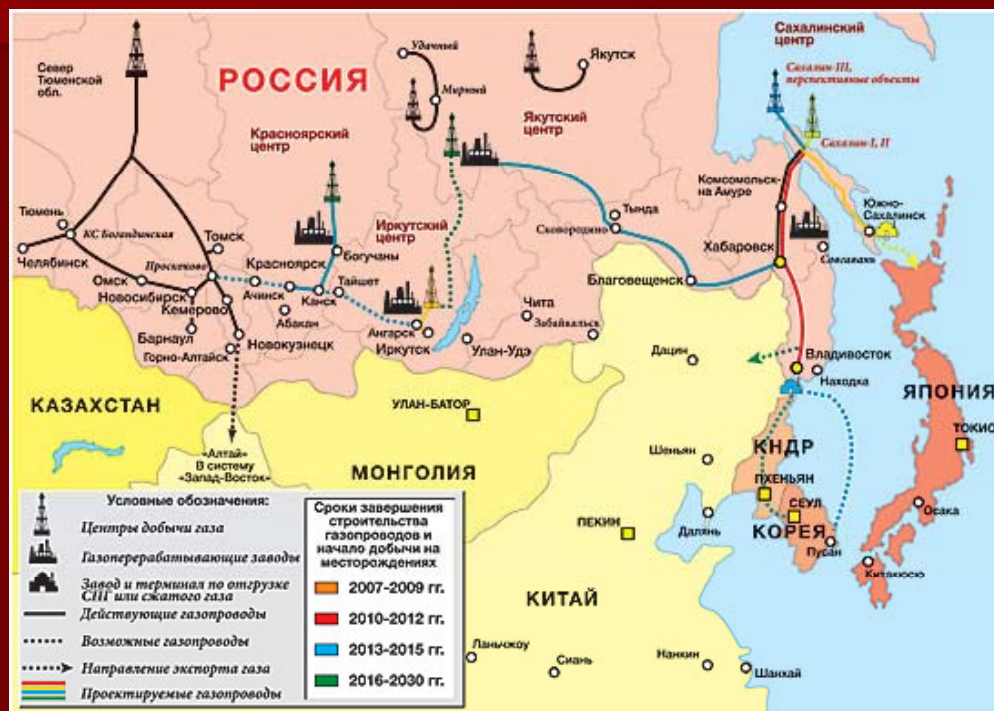 Север
Тюменской
обл.
РОССИЯ
Удачный
Мирный
Якутск
Якутский
центр
Сахалинский
центр
Сахалин-III,
перспективные объекты
Сахалин-I, II
Красноярский
центр
Иркутский
центр
Комсомольск-
на Амуре
Южно-
Сахалинск
Тюмень
КС Богандинская
Челябинск
Томск
Проскоково
Омск
Новосибирск
Кемерово
Барнаул
Горно-Алтайск
Новокузнецк
Красноярск
Ачинск
Абакан
Канск
Богучаны
Тайшет
Ангарск
Иркутск
Улан-Удэ
Чита
Забайкальск
Тында
Сковородино
Благовещенск
Хабаровск
Совгавань
Дацин
Владивосток
Находка
КАЗАХСТАН
«Алтай»
В систему
«Запад-Восток»
УЛАН-БАТОР
МОНГОЛИЯ
Шеньян
КНДР
ПХЕНЬЯН
СЕУЛ
КОРЕЯ
Пусан
ЯПОНИЯ
ТОКИО
Осака
Китакюсю
ПЕКИН
Далянь
КИТАЙ
Ланьчжоу
Сиань
Нанкин
Шанхай
Условные обозначения:
Центры добычи газа
Газоперерабатывающие заводы
Завод и терминал по отгрузке
СПГ или сжатого газа
Действующие газопроводы
Возможные газопроводы
Направление экспорта газа
Проектируемые газопроводы
Сроки завершения
строительства
газопроводов и
начало добычи на
месторождениях
2007-2009 гг.
2010-2012 гг.
2013-2015 гг.
2016-2030 гг.